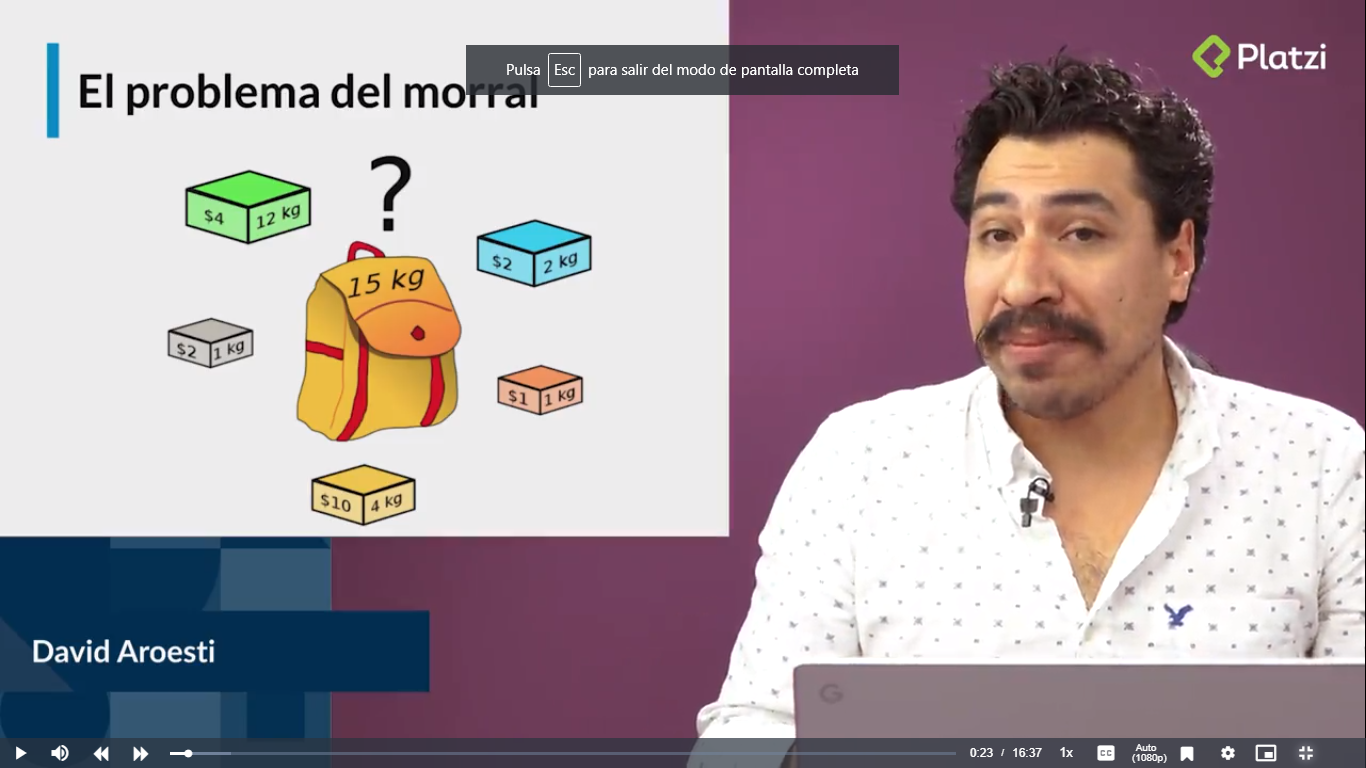 Pulsa Esc para salir del modo de pantalla completa
Platzi
El problema del morral
?
$4 12 kg
$2 2 kg
15 kg
$2 1 kg
$1 1 kg
$10 4 kg
David Aroesti
G
0:23 / 16:37 1x CC Auto (1080p)